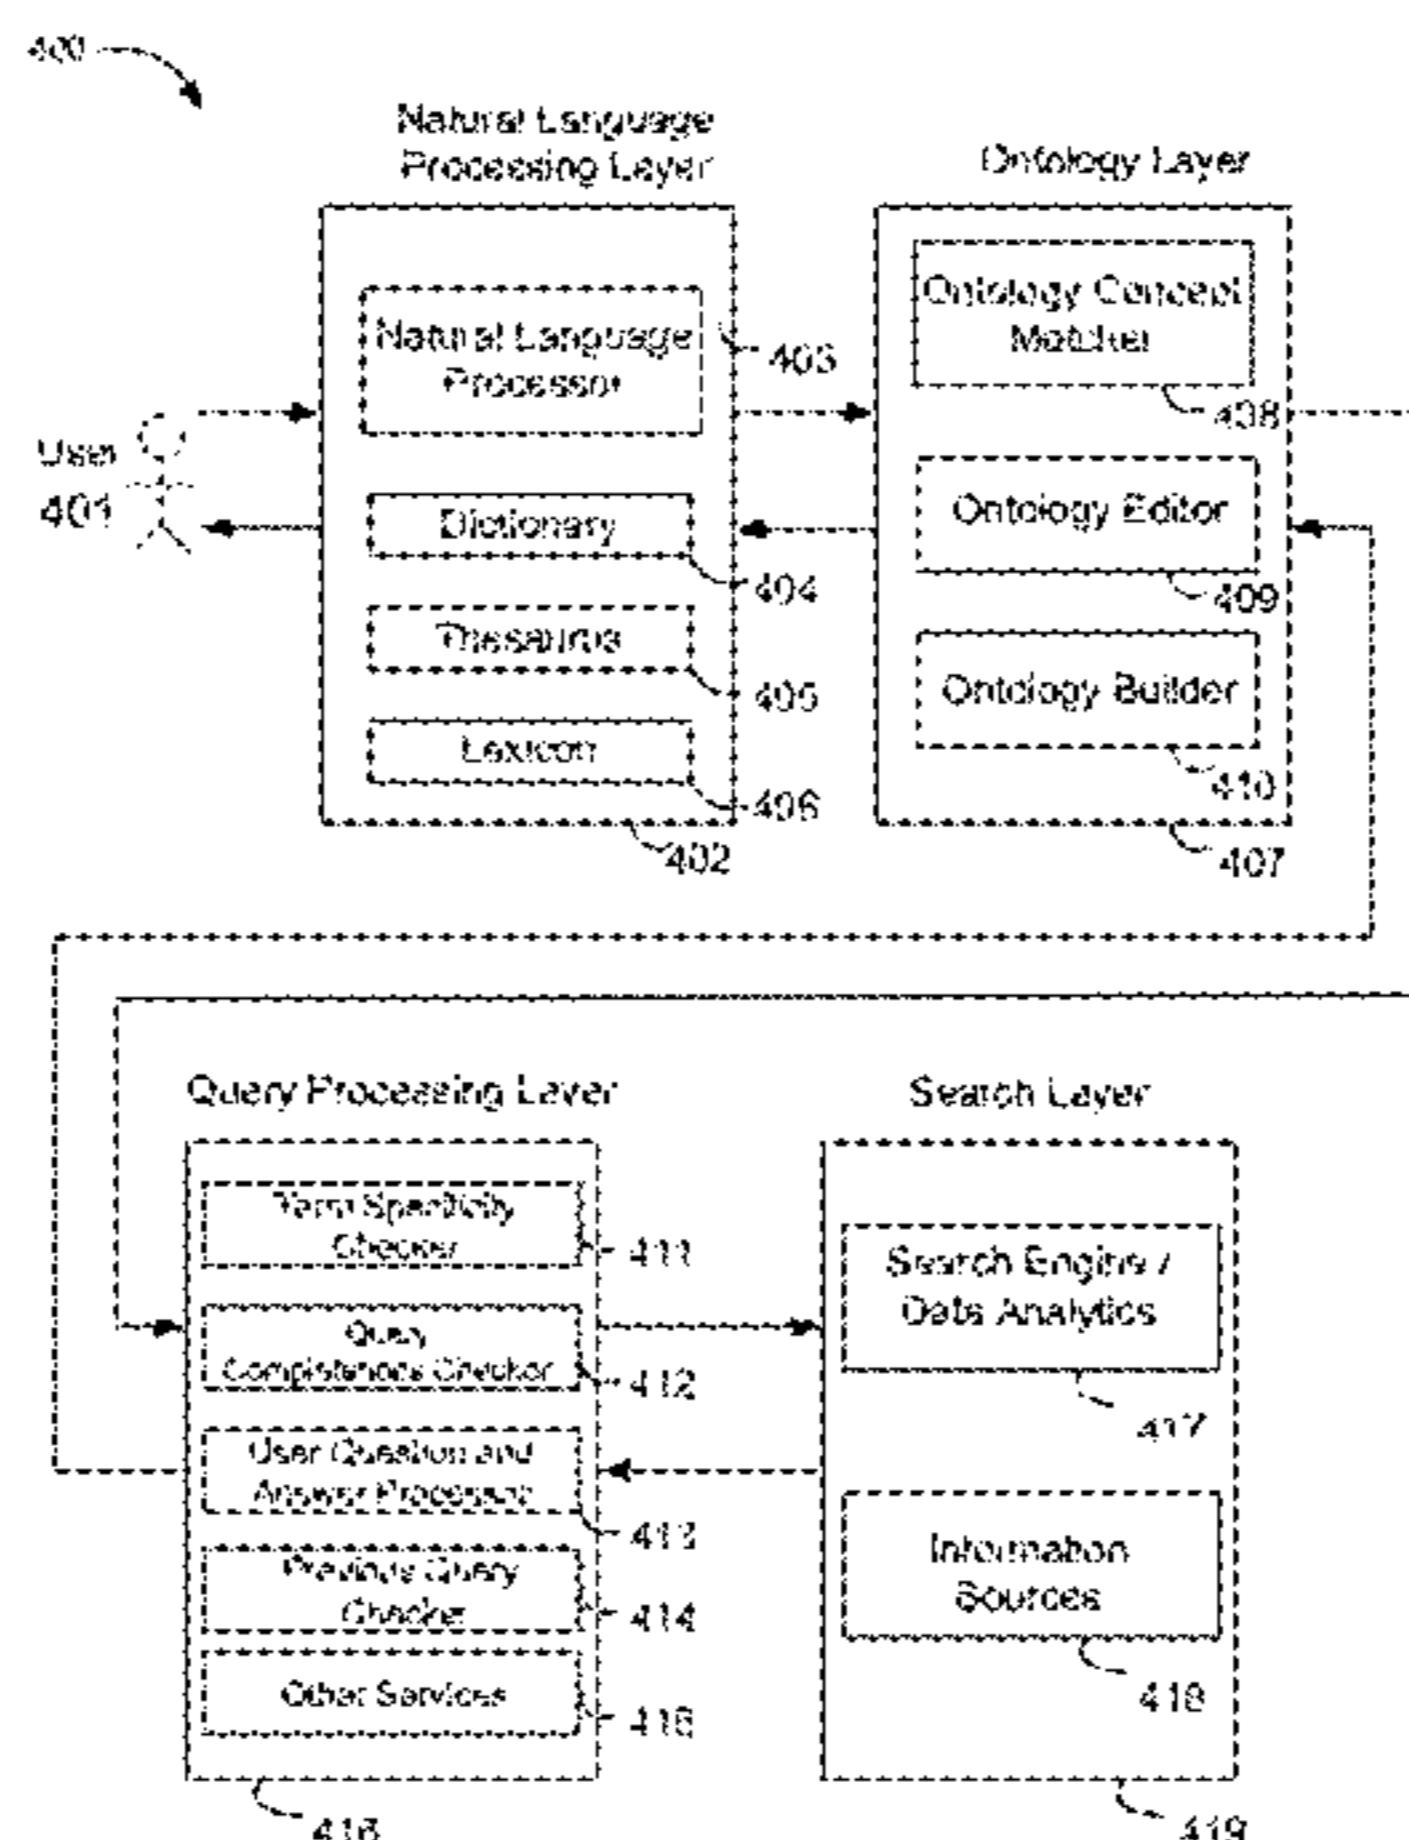 400
Natural Language
Processing Layer
Ontology Layer
Natural Language
Processor
403
Ontology Concept
Matcher
408
User
401
Dictionary
404
Ontology Editor
409
Thesaurus
405
Ontology Builder
410
Lexicon
406
402
407
Query Processing Layer
Search Layer
Term Specificity
Checker
411
Search Engine /
Data Analytics
417
Query
Completeness Checker
412
User Question and
Answer Processor
413
Previous Query
Checker
414
Information
Sources
418
Other Services
415
416
419